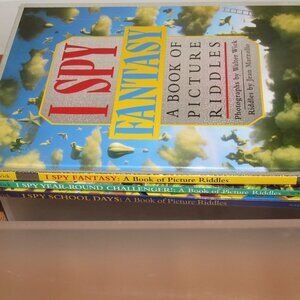 I SPY
FANTASY
A BOOK OF
PICTURE
RIDDLES
Photographs by Walter Wick
Riddles by Jean Marzollo
Wick
I SPY FANTASY: A Book of Picture Riddles
I SPY YEAR-ROUND CHALLENGER!: A Book of Picture Riddles
I SPY SCHOOL DAYS: A Book of Picture Riddles